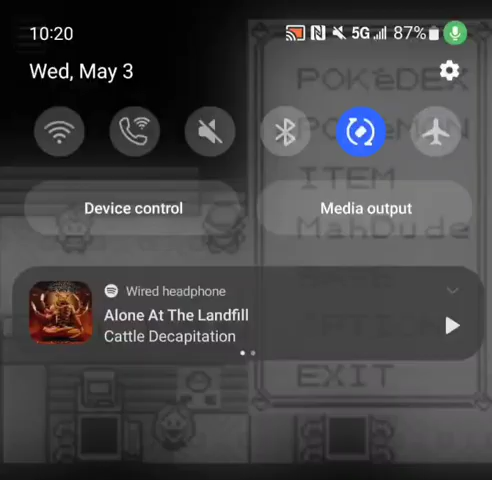 10:20
5G 87%
Wed, May 3
POKéDEX
POKéMON
ITEM
Device control
Media output
MahDude
Wired headphone
Alone At The Landfill
Cattle Decapitation
EXIT